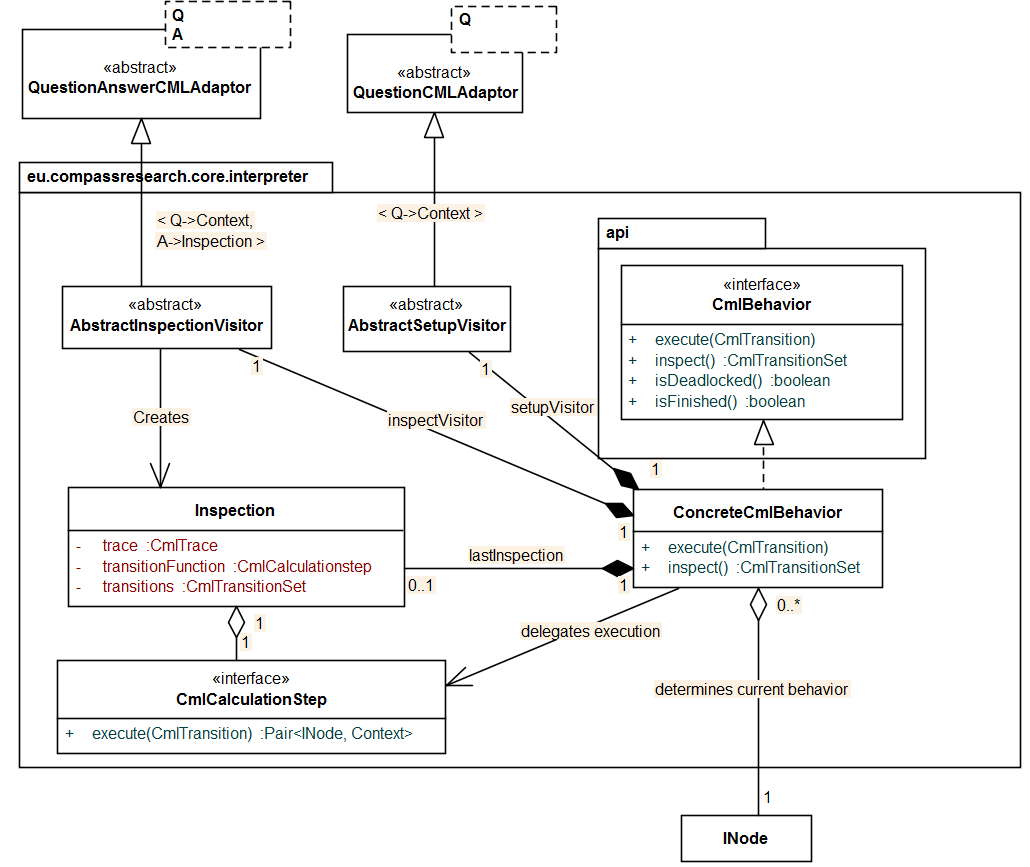 Q
A
«abstract»
QuestionAnswerCMLAdaptor
Q
«abstract»
QuestionCMLAdaptor
eu.compassresearch.core.interpreter
< Q->Context,
A->Inspection >
< Q->Context >
api
«interface»
CmlBehavior
+ execute(CmlTransition)
+ inspect() :CmlTransitionSet
+ isDeadlocked() :boolean
+ isFinished() :boolean
«abstract»
AbstractInspectionVisitor
«abstract»
AbstractSetupVisitor
1
1
Creates
inspectVisitor
setupVisitor
1
1
Inspection
- trace :CmlTrace
- transitionFunction :CmlCalculationstep
- transitions :CmlTransitionSet
ConcreteCmlBehavior
+ execute(CmlTransition)
+ inspect() :CmlTransitionSet
lastInspection
0..1
1
1
1
delegates execution
0..*
«interface»
CmlCalculationStep
+ execute(CmlTransition) :Pair<INode, Context>
determines current behavior
1
INode